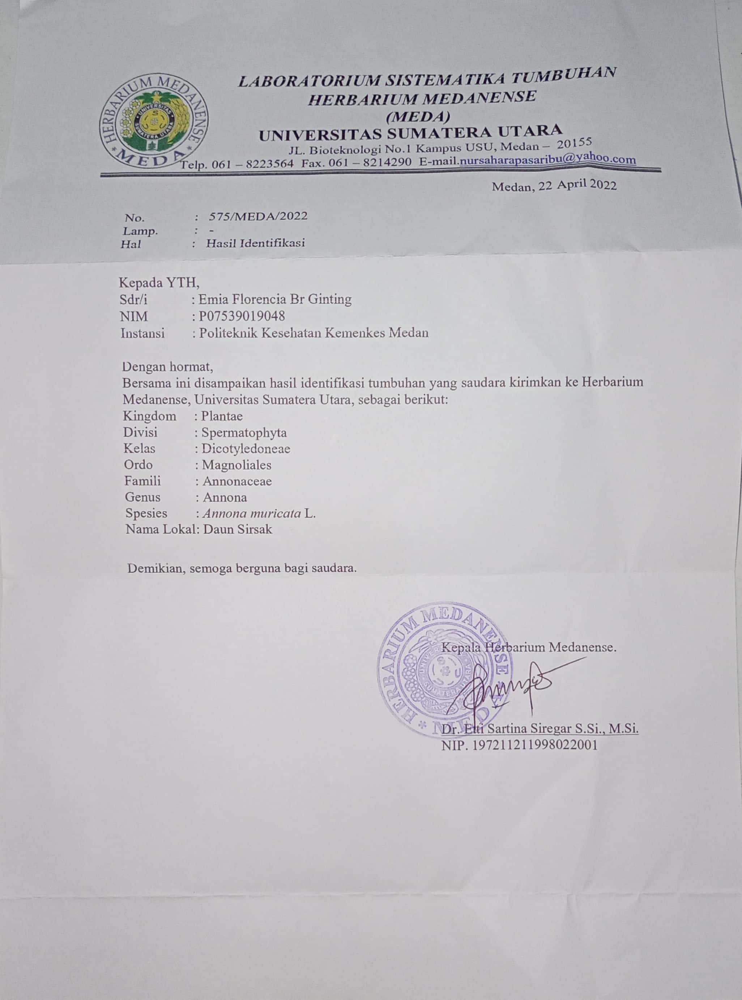 HERBARIUM MEDANENSE
* MEDA *
UNIVERSITAS
SUMATERA UTARA
LABORATORIUM SISTEMATIKA TUMBUHAN
HERBARIUM MEDANENSE
(MEDA)
UNIVERSITAS SUMATERA UTARA
JL. Bioteknologi No.1 Kampus USU, Medan – 20155
Telp. 061 – 8223564 Fax. 061 – 8214290 E-mail.nursaharapasaribu@yahoo.com
Medan, 22 April 2022
No. : 575/MEDA/2022
Lamp. : -
Hal : Hasil Identifikasi
Kepada YTH,
Sdr/i : Emia Florencia Br Ginting
NIM : P07539019048
Instansi : Politeknik Kesehatan Kemenkes Medan
Dengan hormat,
Bersama ini disampaikan hasil identifikasi tumbuhan yang saudara kirimkan ke Herbarium
Medanense, Universitas Sumatera Utara, sebagai berikut:
Kingdom : Plantae
Divisi : Spermatophyta
Kelas : Dicotyledoneae
Ordo : Magnoliales
Famili : Annonaceae
Genus : Annona
Spesies : Annona muricata L.
Nama Lokal: Daun Sirsak
Demikian, semoga berguna bagi saudara.
HERBARIUM MEDANENSE
* MEDA *
Kepala Herbarium Medanense.
Dr. Etti Sartina Siregar S.Si., M.Si.
NIP. 197211211998022001